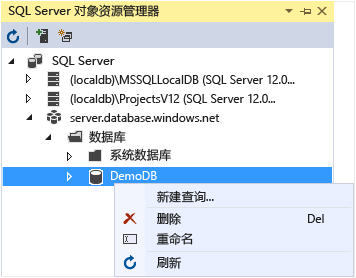 SQL Server 对象资源管理器
SQL Server
(localdb)\MSSQLLocalDB (SQL Server 12.0...
(localdb)\ProjectsV12 (SQL Server 12.0...
server.database.windows.net
数据库
系统数据库
DemoDB
新建查询...
删除 Del
重命名
刷新